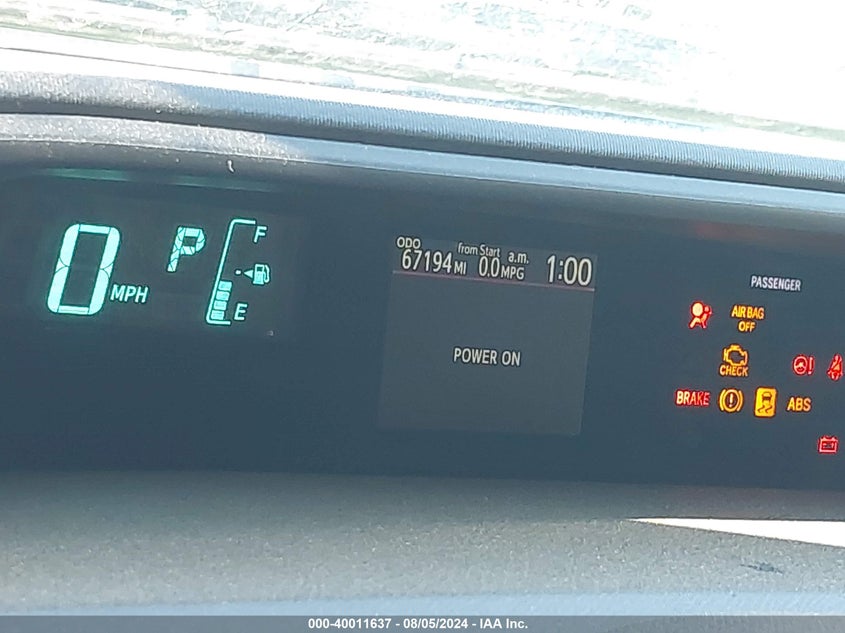 0 MPH
P
F
E
ODO 67194 MI
from Start 0.0 MPG
a.m. 1:00
POWER ON
PASSENGER
AIR BAG
OFF
CHECK
BRAKE
ABS
000-40011637 - 08/05/2024 - IAA Inc.